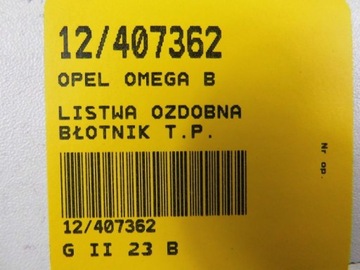 12/407362
OPEL OMEGA B
LISTWA OZDOBNA
BŁOTNIK T.P.
Nr op.
12/407362
G II 23 B